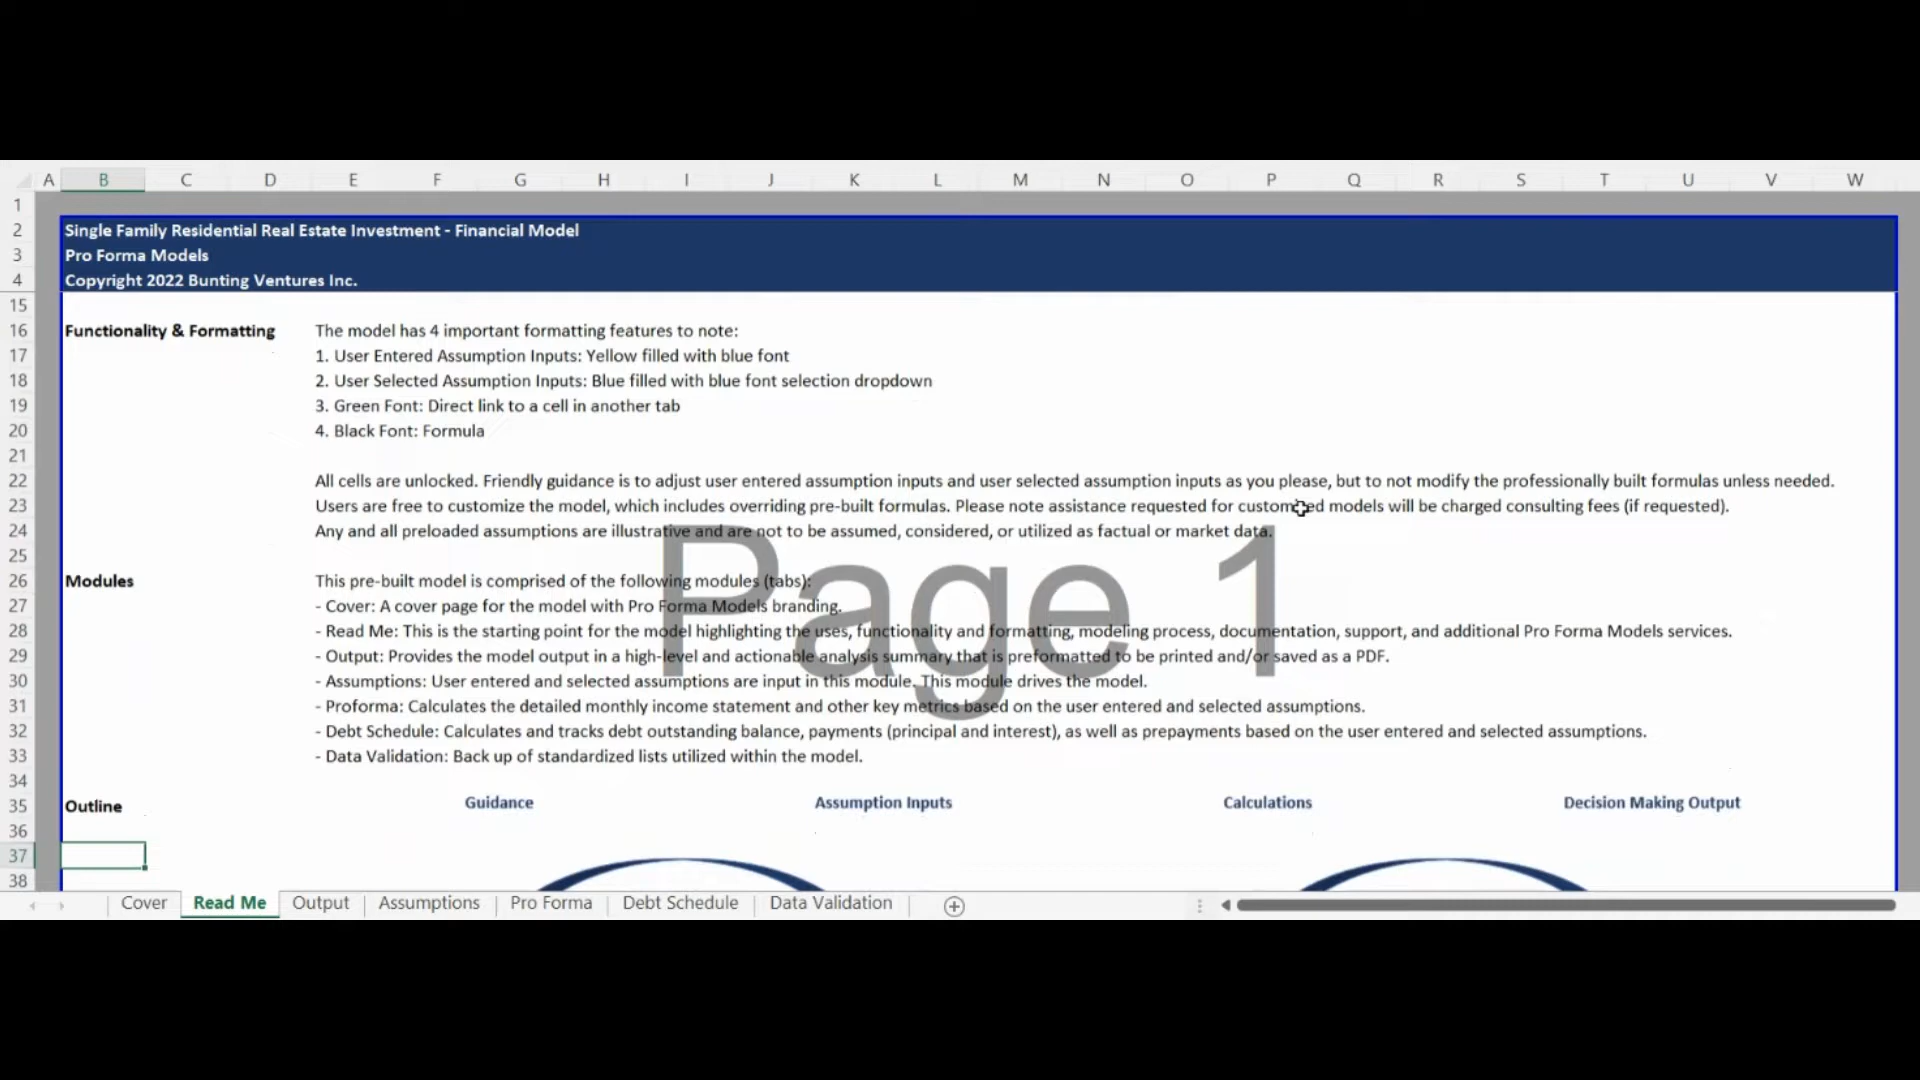 A B C D E F G H I J K L M N O P Q R S T U V W
1
2 Single Family Residential Real Estate Investment - Financial Model
3 Pro Forma Models
4 Copyright 2022 Bunting Ventures Inc.
15
16 Functionality & Formatting The model has 4 important formatting features to note:
17 1. User Entered Assumption Inputs: Yellow filled with blue font
18 2. User Selected Assumption Inputs: Blue filled with blue font selection dropdown
19 3. Green Font: Direct link to a cell in another tab
20 4. Black Font: Formula
21
22 All cells are unlocked. Friendly guidance is to adjust user entered assumption inputs and user selected assumption inputs as you please, but to not modify the professionally built formulas unless needed.
23 Users are free to customize the model, which includes overriding pre-built formulas. Please note assistance requested for customized models will be charged consulting fees (if requested).
24 Any and all preloaded assumptions are illustrative and are not to be assumed, considered, or utilized as factual or market data.
25
26 Modules This pre-built model is comprised of the following modules (tabs):
27 - Cover: A cover page for the model with Pro Forma Models branding.
28 - Read Me: This is the starting point for the model highlighting the uses, functionality and formatting, modeling process, documentation, support, and additional Pro Forma Models services.
29 - Output: Provides the model output in a high-level and actionable analysis summary that is preformatted to be printed and/or saved as a PDF.
30 - Assumptions: User entered and selected assumptions are input in this module. This module drives the model.
31 - Proforma: Calculates the detailed monthly income statement and other key metrics based on the user entered and selected assumptions.
32 - Debt Schedule: Calculates and tracks debt outstanding balance, payments (principal and interest), as well as prepayments based on the user entered and selected assumptions.
33 - Data Validation: Back up of standardized lists utilized within the model.
Page 1
34
35 Outline Guidance Assumption Inputs Calculations Decision Making Output
36
37
38
Cover Read Me Output Assumptions Pro Forma Debt Schedule Data Validation